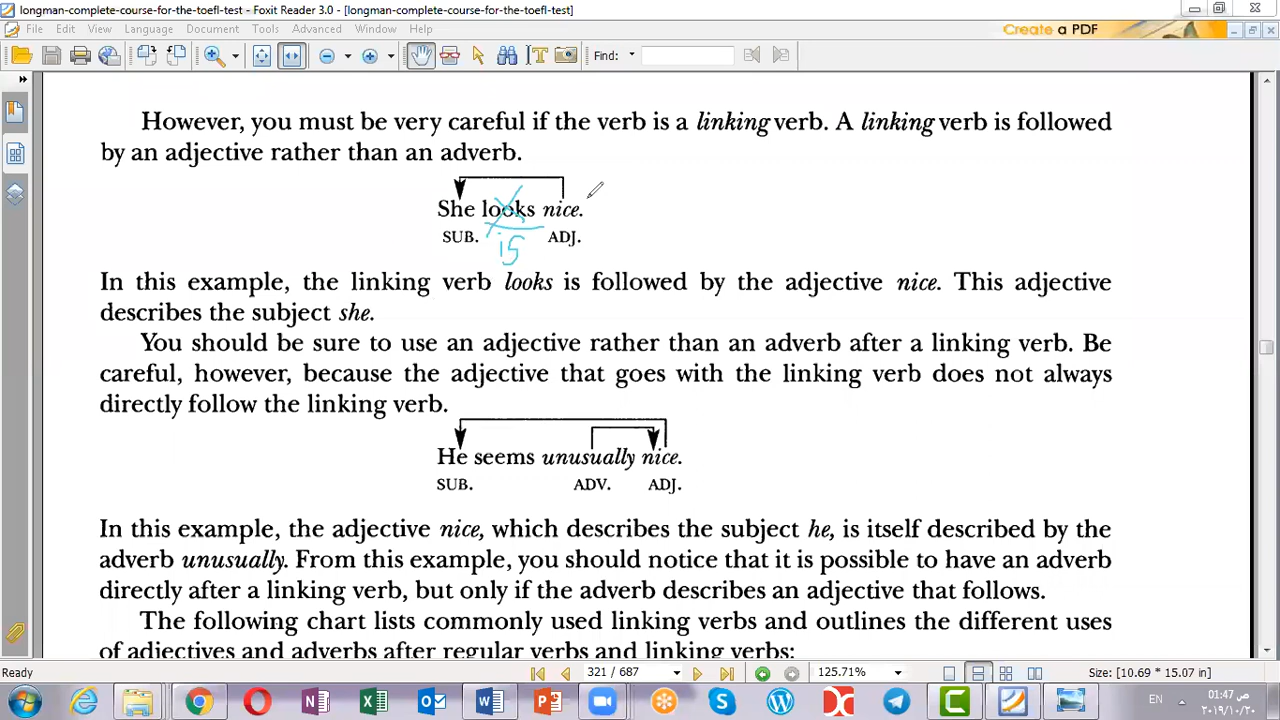 longman-complete-course-for-the-toefl-test - Foxit Reader 3.0 - [longman-complete-course-for-the-toefl-test]
File Edit View Language Document Tools Advanced Window Help
Create a PDF
Find:
However, you must be very careful if the verb is a linking verb. A linking verb is followed
by an adjective rather than an adverb.
She looks nice.
SUB. is ADJ.
In this example, the linking verb looks is followed by the adjective nice. This adjective
describes the subject she.
You should be sure to use an adjective rather than an adverb after a linking verb. Be
careful, however, because the adjective that goes with the linking verb does not always
directly follow the linking verb.
He seems unusually nice.
SUB. ADV. ADJ.
In this example, the adjective nice, which describes the subject he, is itself described by the
adverb unusually. From this example, you should notice that it is possible to have an adverb
directly after a linking verb, but only if the adverb describes an adjective that follows.
The following chart lists commonly used linking verbs and outlines the different uses
of adjectives and adverbs after regular verbs and linking verbs:
Ready 321 / 687 125.71% Size: [10.69 * 15.07 in]
EN 01:47 ص
٢٠١٩/١٠/٢٠